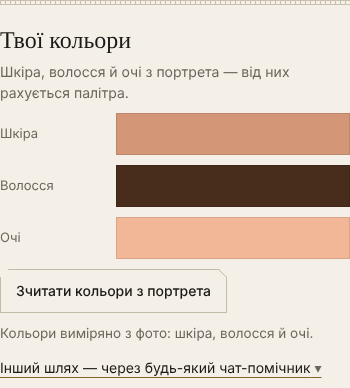 Твої кольори
Шкіра, волосся й очі з портрета — від них
рахується палітра.
Шкіра
Волосся
Очі
Зчитати кольори з портрета
Кольори виміряно з фото: шкіра, волосся й очі.
Інший шлях — через будь-який чат-помічник ▾